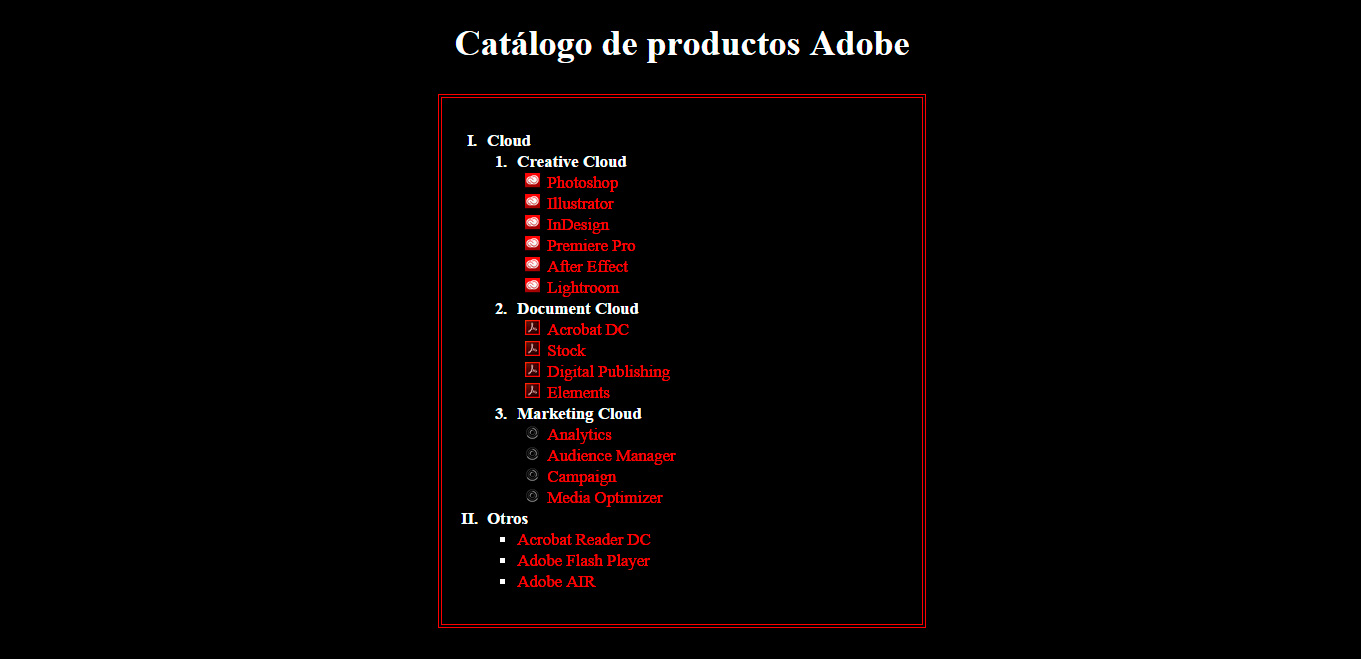 Catálogo de productos Adobe
I. Cloud
1. Creative Cloud
Photoshop
Illustrator
InDesign
Premiere Pro
After Effect
Lightroom
2. Document Cloud
Acrobat DC
Stock
Digital Publishing
Elements
3. Marketing Cloud
Analytics
Audience Manager
Campaign
Media Optimizer
II. Otros
Acrobat Reader DC
Adobe Flash Player
Adobe AIR